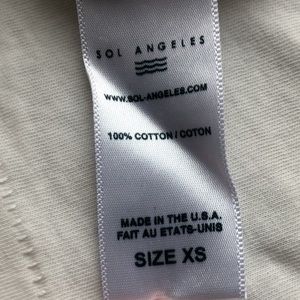 SOL ANGELES
WWW.SOL-ANGELES.COM
100% COTTON / COTON
MADE IN THE U.S.A.
FAIT AU ETATS-UNIS
SIZE XS